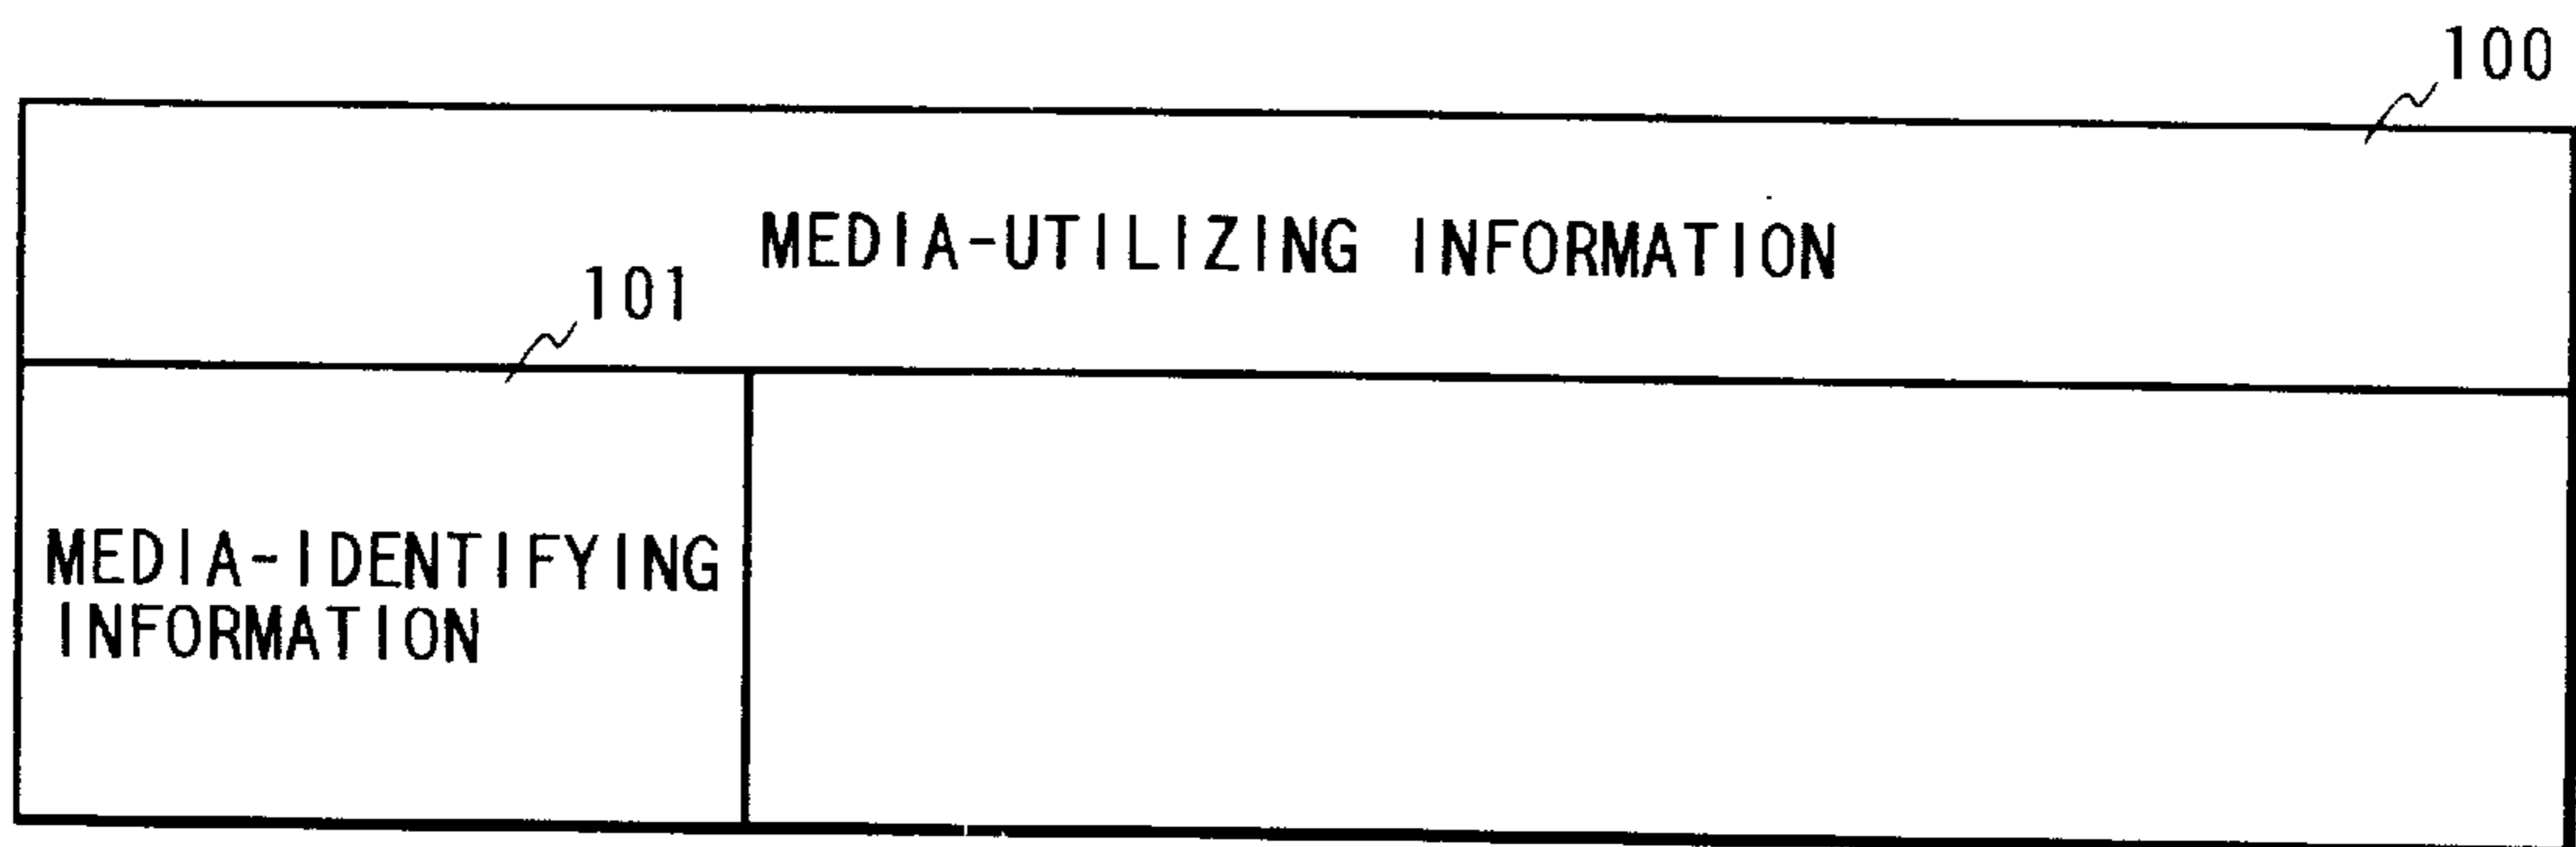 100
MEDIA-UTILIZING INFORMATION
101
MEDIA-IDENTIFYING
INFORMATION